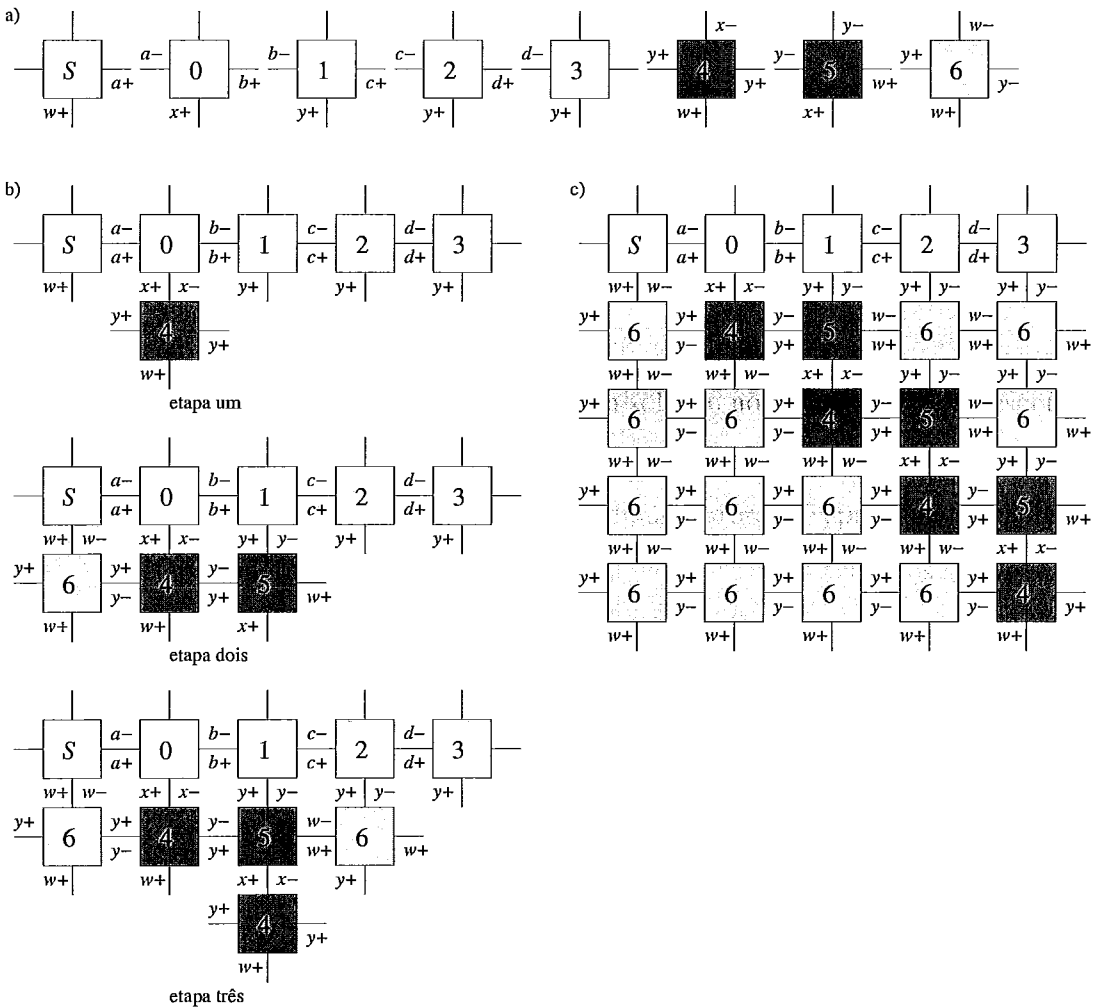 a)
x− y− w−
a− b− c− d− y+ y− y+
S 0 1 2 3 4 5 6
a+ b+ c+ d+ y+ w+ y−
w+ x+ y+ y+ y+ w+ x+ w+
b)
a− b− c− d−
S 0 1 2 3
a+ b+ c+ d+
w+ x+ x− y+ y+ y+
y+ 4 y+
w+
etapa um
a− b− c− d−
S 0 1 2 3
a+ b+ c+ d+
w+ w− x+ x− y+ y− y+ y+
y+ y+ y−
6 4 5
y− y+ w+
w+ w+ x+
etapa dois
a− b− c− d−
S 0 1 2 3
a+ b+ c+ d+
w+ w− x+ x− y+ y− y+ y− y+
y+ y+ y− w−
6 4 5 6
y− y+ w+ w+
w+ w+ x+ x− y+
y+ 4 y+
w+
etapa três
c)
a− b− c− d−
S 0 1 2 3
a+ b+ c+ d+
w+ w− x+ x− y+ y− y+ y− y+ y−
y+ y+ y− w− w−
6 4 5 6 6
y− y+ w+ w+ w+
w+ w− w+ w− x+ x− y+ y− y+ y−
y+ y+ y+ y− w−
6 6 4 5 6
y− y− y+ w+ w+
w+ w− w+ w− w+ w− x+ x− y+ y−
y+ y+ y+ y+ y−
6 6 6 4 5
y− y− y− y+ w+
w+ w− w+ w− w+ w− w+ w− x+ x−
y+ y+ y+ y+ y+
6 6 6 6 4
y− y− y− y− y+
w+ w+ w+ w+ w+